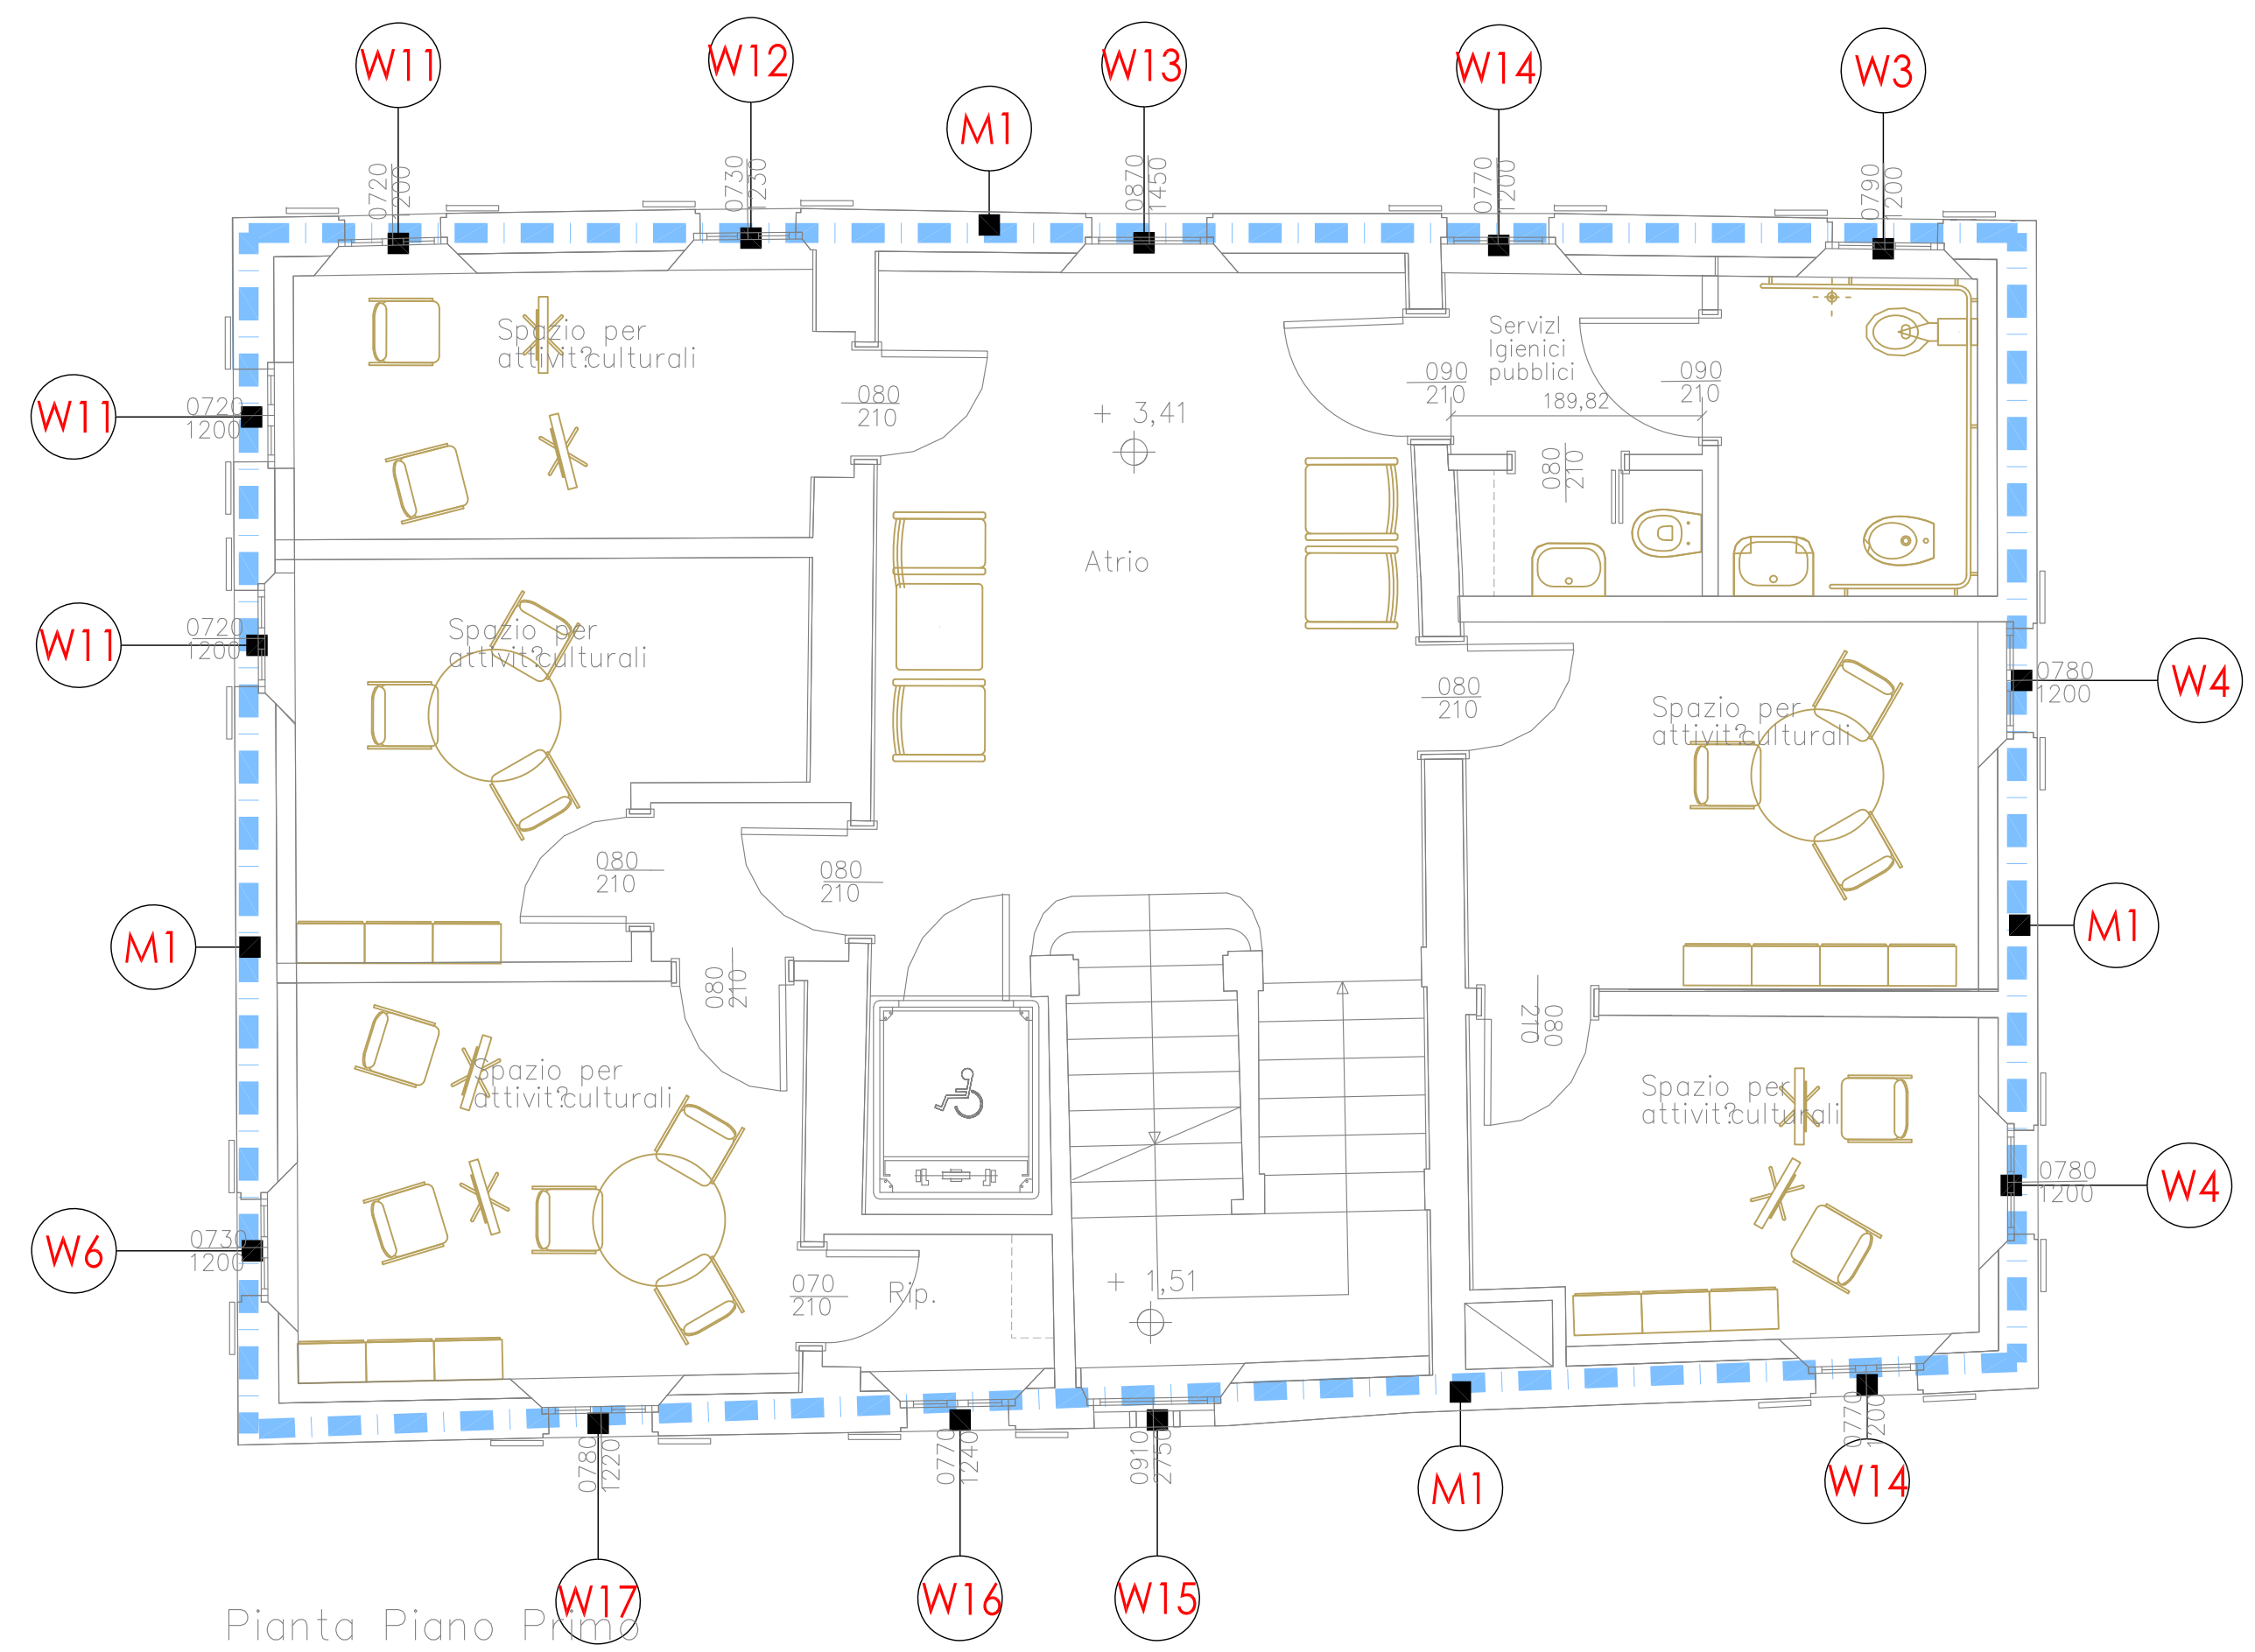 W11
W12
M1
W13
W14
W3
0720
1200
0730
1230
0870
1450
0770
1200
0790
1200
Spazio per
attivit?culturali
Servizi
Igienici
pubblici
W11
0720
1200
080
210
+ 3,41
090
210
189,82
090
210
080
210
Atrio
W11
0720
1200
Spazio per
attivit?culturali
080
210
Spazio per
attivit?culturali
0780
1200
W4
080
210
080
210
M1
M1
080
210
080
210
Spazio per
attivit?culturali
Spazio per
attivit?culturali
W6
0730
1200
070
210
Rip.
+ 1,51
0780
1200
W4
0780
1220
0770
1240
0910
2750
M1
0770
1200
W14
W17
W16
W15
Pianta Piano Primo